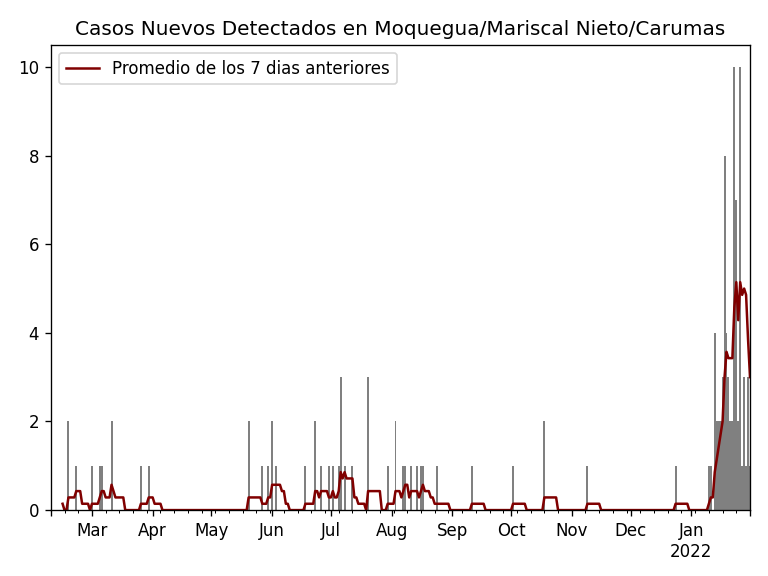 Casos Nuevos Detectados en Moquegua/Mariscal Nieto/Carumas
Promedio de los 7 dias anteriores
10
8
6
4
2
0
Mar Apr May Jun Jul Aug Sep Oct Nov Dec Jan
2022